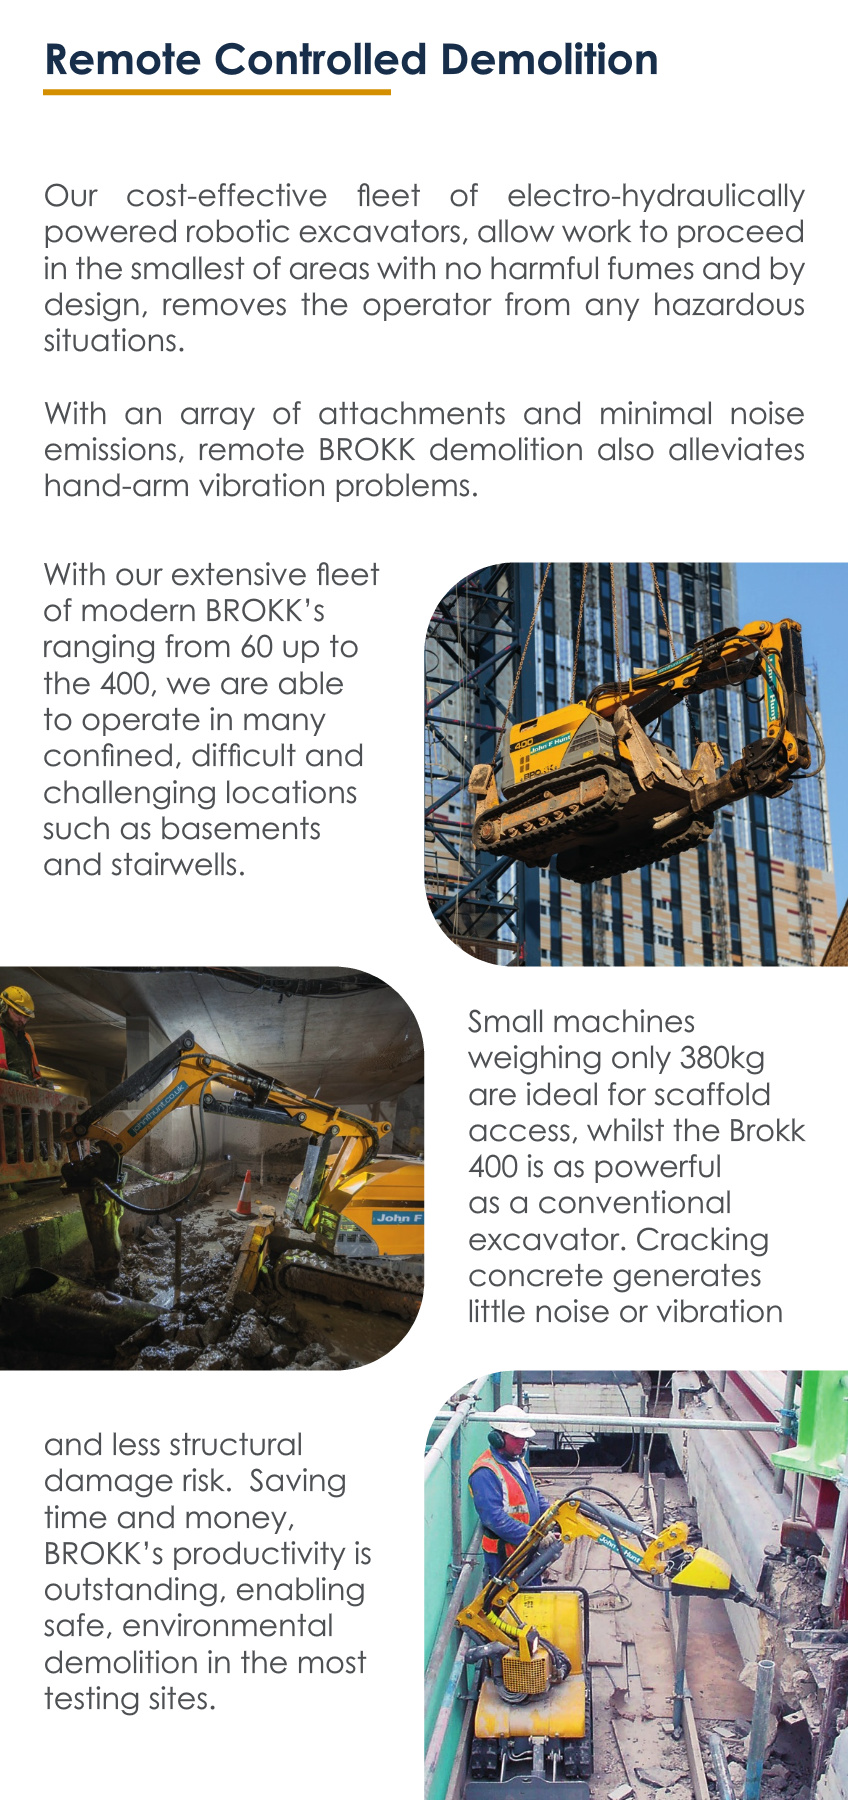 Remote Controlled Demolition
Our cost-effective fleet of electro-hydraulically
powered robotic excavators, allow work to proceed
in the smallest of areas with no harmful fumes and by
design, removes the operator from any hazardous
situations.
With an array of attachments and minimal noise
emissions, remote BROKK demolition also alleviates
hand-arm vibration problems.
With our extensive fleet
of modern BROKK’s
ranging from 60 up to
the 400, we are able
to operate in many
confined, difficult and
challenging locations
such as basements
and stairwells.
400
John F Hunt
Hunt
Small machines
weighing only 380kg
are ideal for scaffold
access, whilst the Brokk
400 is as powerful
as a conventional
excavator. Cracking
concrete generates
little noise or vibration
johnfhunt.co.uk
John F
and less structural
damage risk.  Saving
time and money,
BROKK’s productivity is
outstanding, enabling
safe, environmental
demolition in the most
testing sites.
John F Hunt